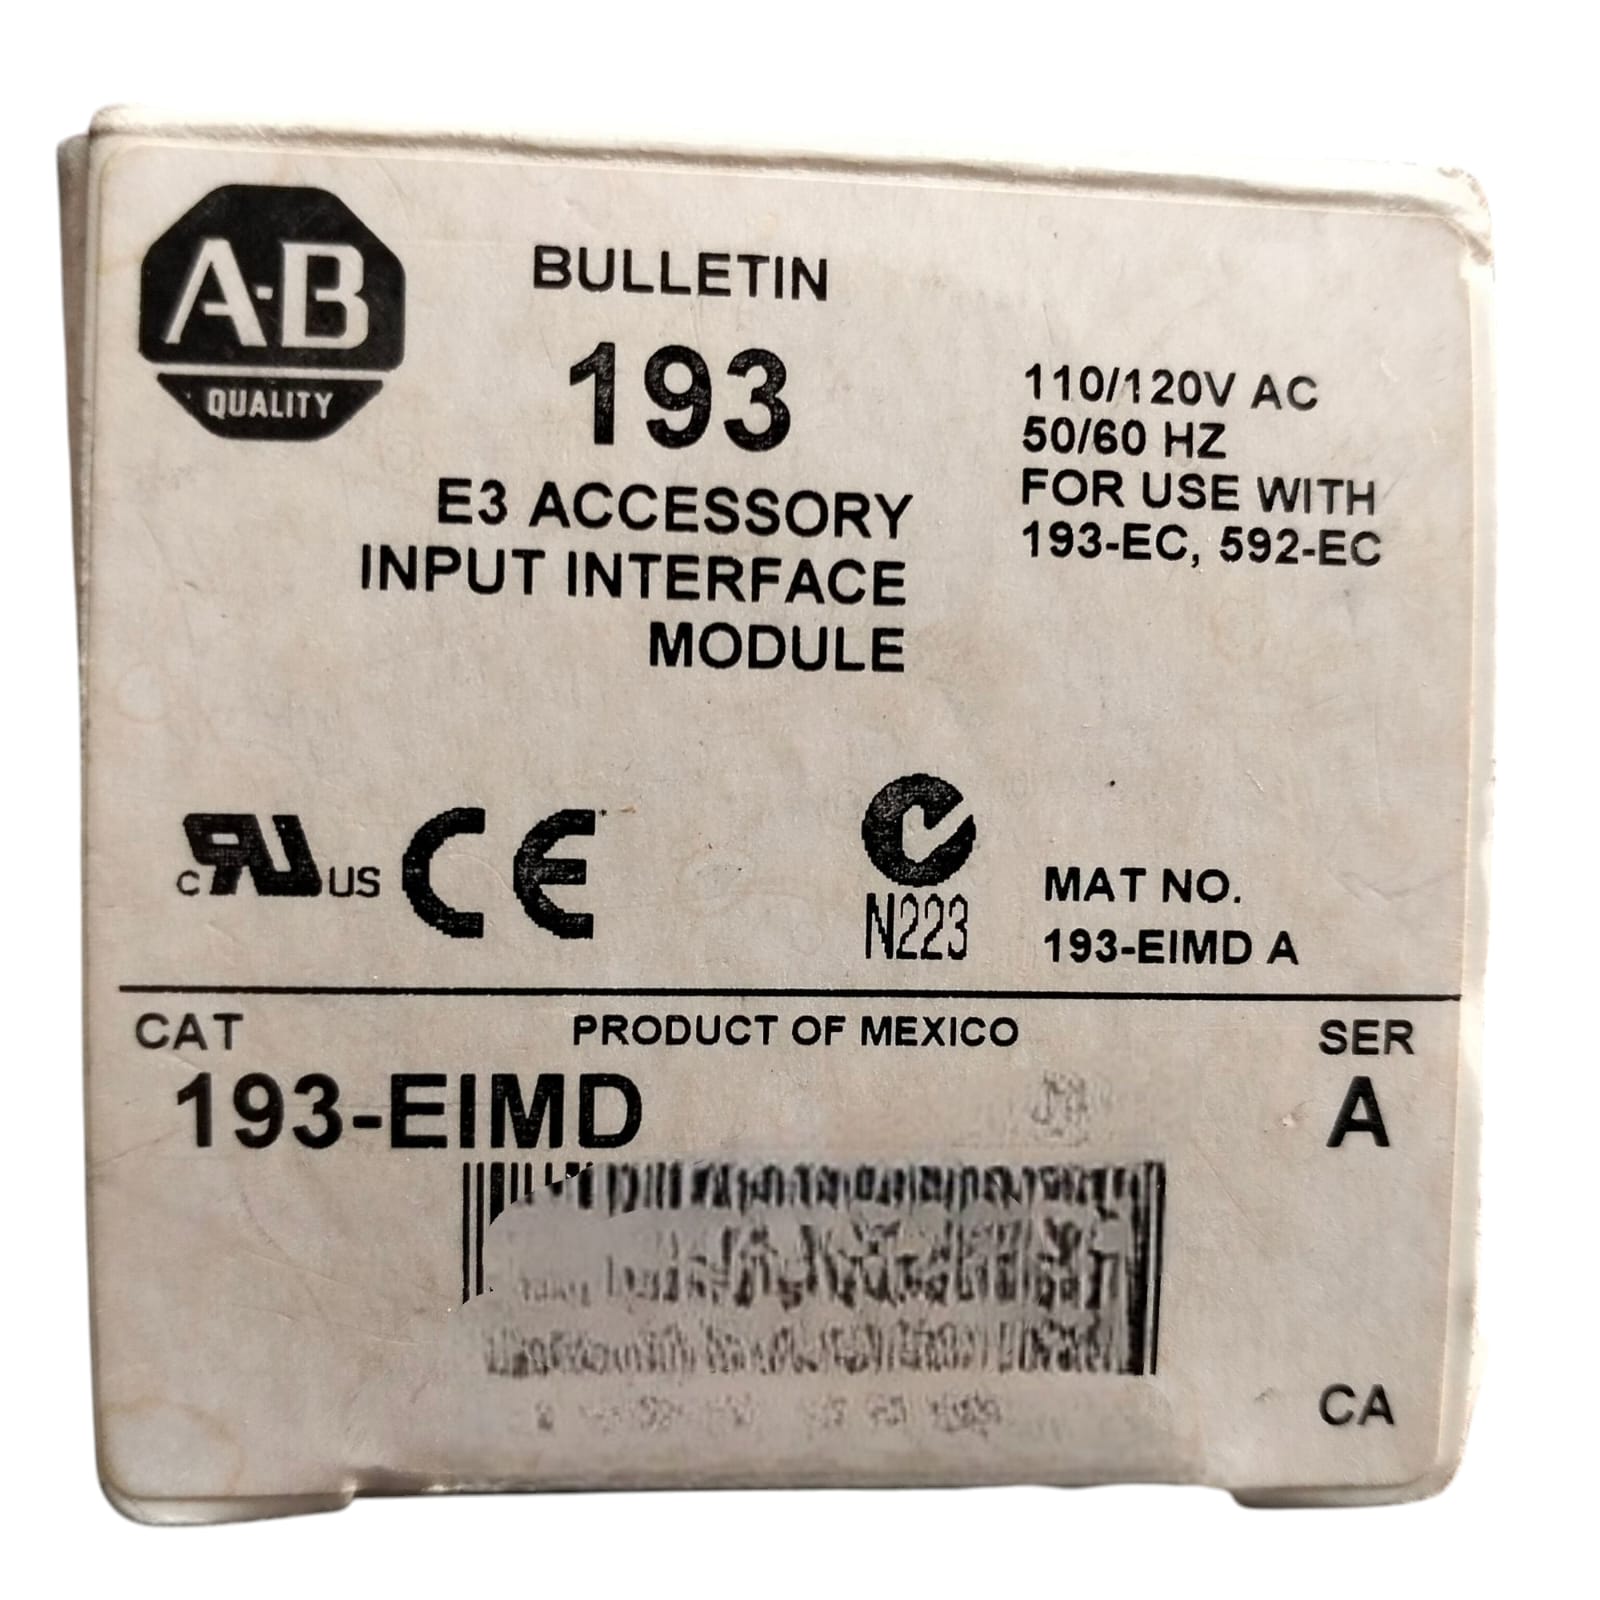 A-B
QUALITY
BULLETIN
193
E3 ACCESSORY
INPUT INTERFACE
MODULE
110/120V AC
50/60 HZ
FOR USE WITH
193-EC, 592-EC
c RU US CE
N223
MAT NO.
193-EIMD A
CAT
193-EIMD
PRODUCT OF MEXICO
SER
A
CA